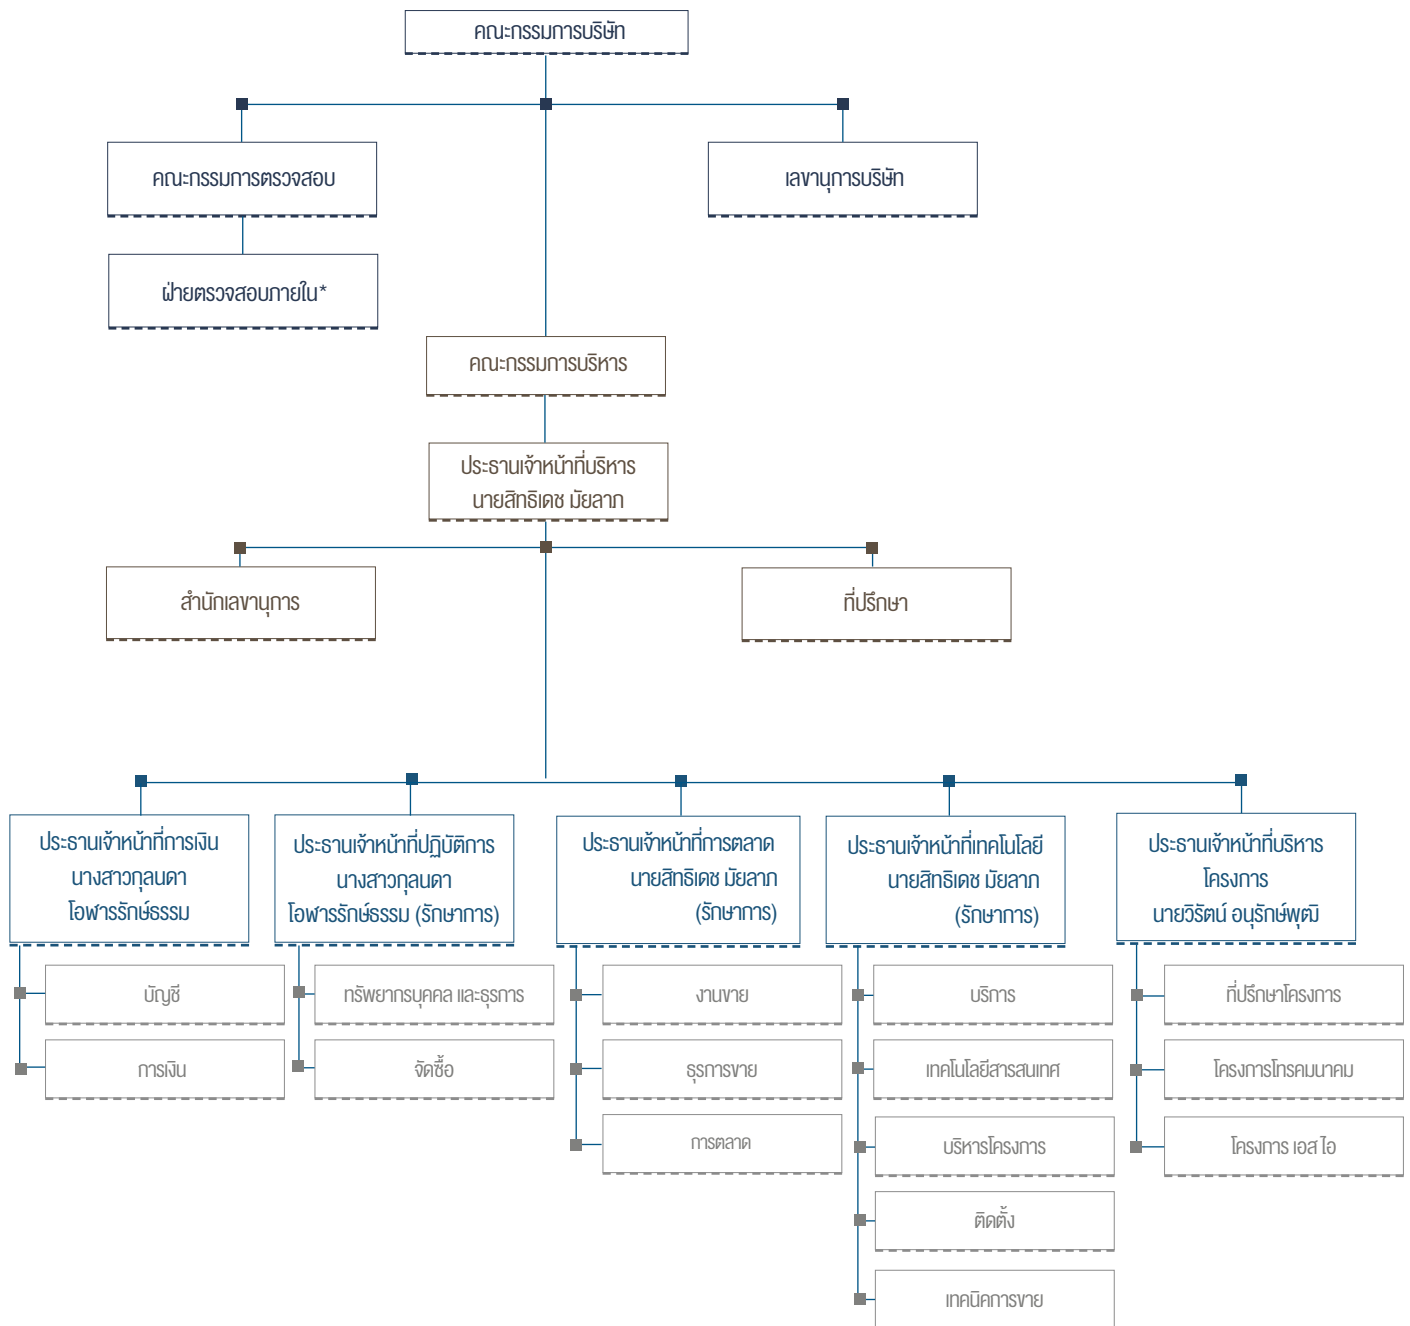 คณะกรรมการบริษัท
คณะกรรมการตรวจสอบ
เลขานุการบริษัท
ฝ่ายตรวจสอบภายใน*
คณะกรรมการบริหาร
ประธานเจ้าหน้าที่บริหาร
นายสิทธิเดช มัยลาภ
สำนักเลขานุการ
ที่ปรึกษา
ประธานเจ้าหน้าที่การเงิน
นางสาวกุลนดา
โอฬารรักษ์ธรรม
บัญชี
การเงิน
ประธานเจ้าหน้าที่ปฏิบัติการ
นางสาวกุลนดา
โอฬารรักษ์ธรรม (รักษาการ)
ทรัพยากรบุคคล และธุรการ
จัดซื้อ
ประธานเจ้าหน้าที่การตลาด
นายสิทธิเดช มัยลาภ
(รักษาการ)
งานขาย
ธุรการขาย
การตลาด
ประธานเจ้าหน้าที่เทคโนโลยี
นายสิทธิเดช มัยลาภ
(รักษาการ)
บริการ
เทคโนโลยีสารสนเทศ
บริหารโครงการ
ติดตั้ง
เทคนิคการขาย
ประธานเจ้าหน้าที่บริหาร
โครงการ
นายวิรัตน์ อนุรักษ์พุฒิ
ที่ปรึกษาโครงการ
โครงการโทรคมนาคม
โครงการ เอส ไอ